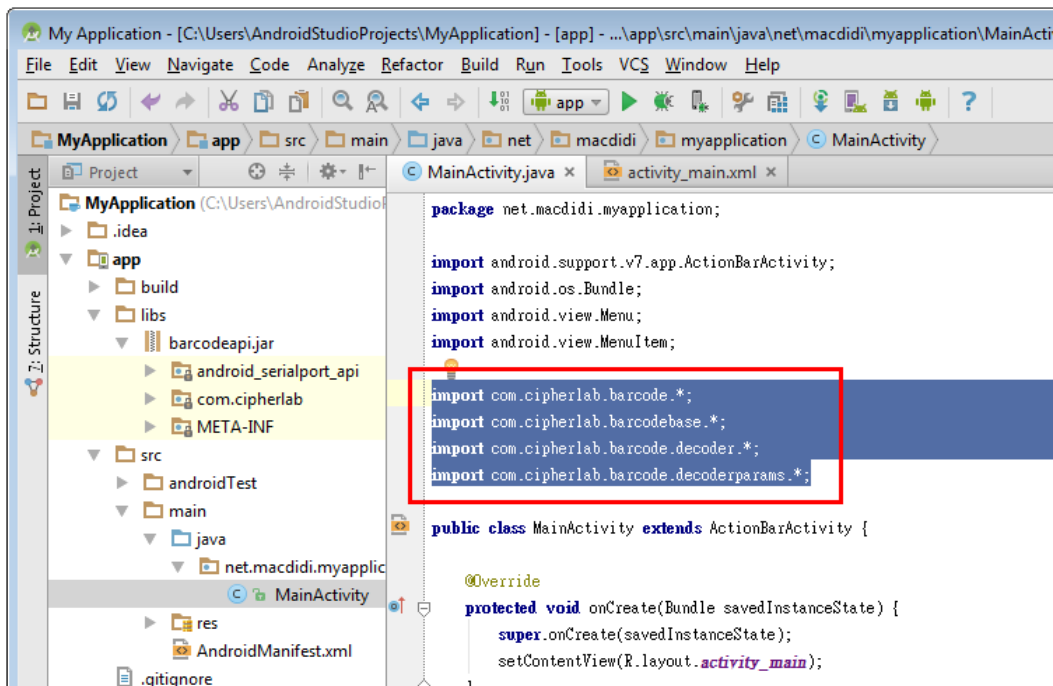 My Application - [C:\Users\AndroidStudioProjects\MyApplication] - [app] - ...\app\src\main\java\net\macdidi\myapplication\MainActi
File Edit View Navigate Code Analyze Refactor Build Run Tools VCS Window Help
app
MyApplication app src main java net macdidi myapplication MainActivity
1: Project
7: Structure
Project
MyApplication (C:\Users\AndroidStudioP
.idea
app
build
libs
barcodeapi.jar
android_serialport_api
com.cipherlab
META-INF
src
androidTest
main
java
net.macdidi.myapplic
MainActivity
res
AndroidManifest.xml
.gitignore
MainActivity.java × activity_main.xml ×
package net.macdidi.myapplication;
import android.support.v7.app.ActionBarActivity;
import android.os.Bundle;
import android.view.Menu;
import android.view.MenuItem;
import com.cipherlab.barcode.*;
import com.cipherlab.barcodebase.*;
import com.cipherlab.barcode.decoder.*;
import com.cipherlab.barcode.decoderparams.*;
public class MainActivity extends ActionBarActivity {
@Override
protected void onCreate(Bundle savedInstanceState) {
super.onCreate(savedInstanceState);
setContentView(R.layout.activity_main);